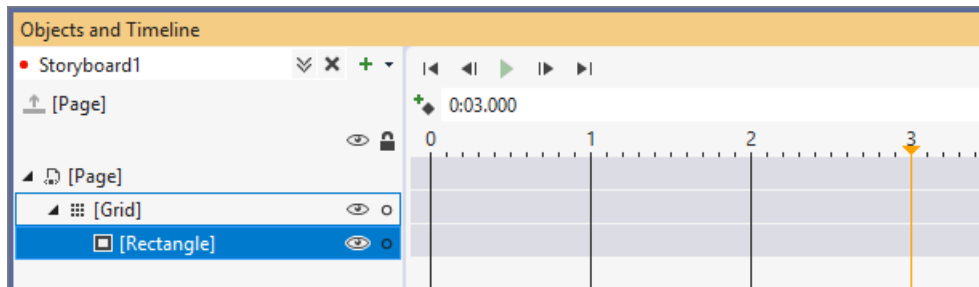 Objects and Timeline
Storyboard1
[Page]
0:03.000
0 1 2 3
[Page]
[Grid]
[Rectangle]